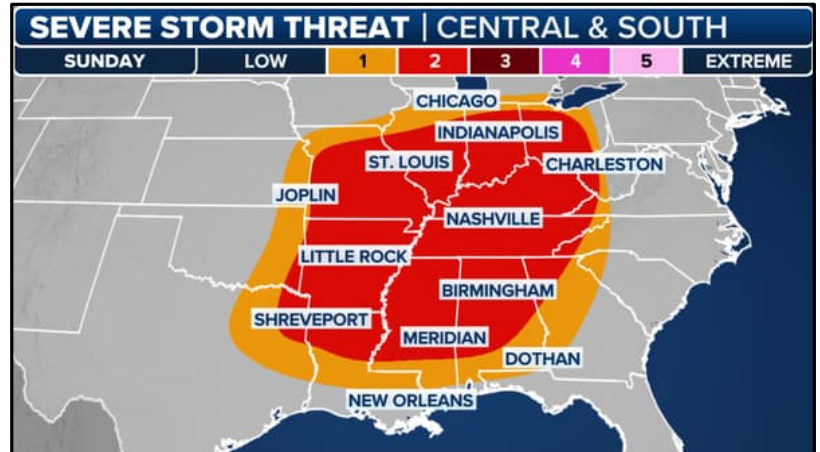 SEVERE STORM THREAT | CENTRAL & SOUTH
SUNDAY LOW 1 2 3 4 5 EXTREME
CHICAGO
INDIANAPOLIS
ST. LOUIS
CHARLESTON
JOPLIN
NASHVILLE
LITTLE ROCK
BIRMINGHAM
SHREVEPORT
MERIDIAN
DOTHAN
NEW ORLEANS